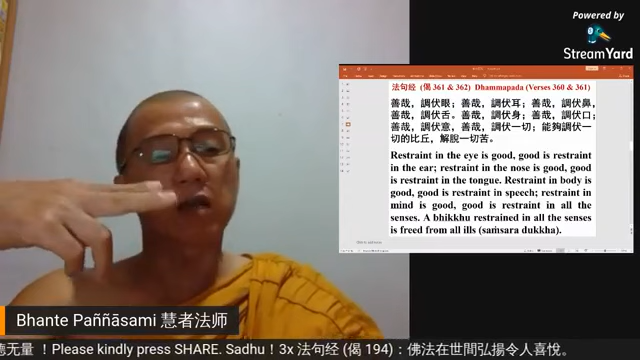 Powered by
StreamYard
法句经 (偈 361 & 362) Dhammapada (Verses 360 & 361)
善哉，調伏眼；善哉，調伏耳；善哉，調伏鼻，
善哉，調伏舌。善哉，調伏身；善哉，調伏口；
善哉，調伏意，善哉，調伏一切；能夠調伏一
切的比丘，解脫一切苦。
Restraint in the eye is good, good is restraint
in the ear; restraint in the nose is good, good
is restraint in the tongue. Restraint in body is
good, good is restraint in speech; restraint in
mind is good, good is restraint in all the
senses. A bhikkhu restrained in all the senses
is freed from all ills (saṁsara dukkha).
Bhante Paññāsami 慧者法师
德无量 ！Please kindly press SHARE. Sadhu！3x 法句经 (偈 194)：佛法在世間弘揚令人喜悅。